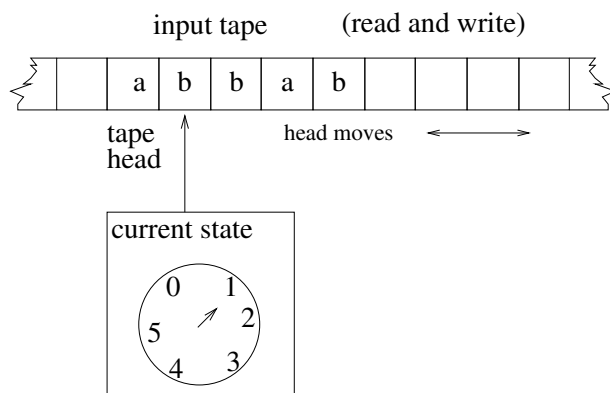 input tape (read and write)
a b b a b
tape head moves
head
current state
0 1
5 2
4 3